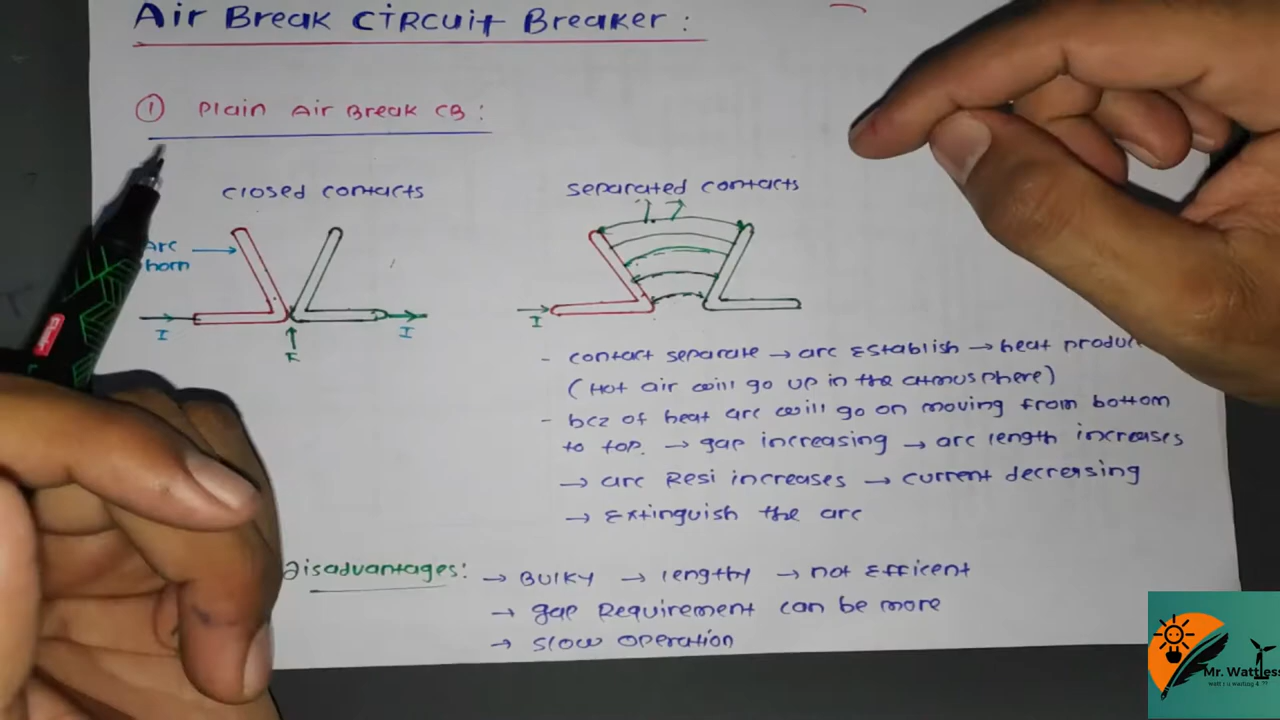 Air Break Circuit Breaker :
① Plain Air Break CB :
closed contacts
separated contacts
Arc
horn
I
I
I
- contact separate → arc Establish → heat
(Hot air will go up in the atmosphere)
- bcz of heat arc will go on moving from bottom
to top. → gap increasing → arc length increases
→ arc Resi increases → current decresing
→ Extinguish the arc
Disadvantages: → Bulky → lengthy → not Efficent
→ gap Requirement can be more
→ slow operation
Mr. Wattless